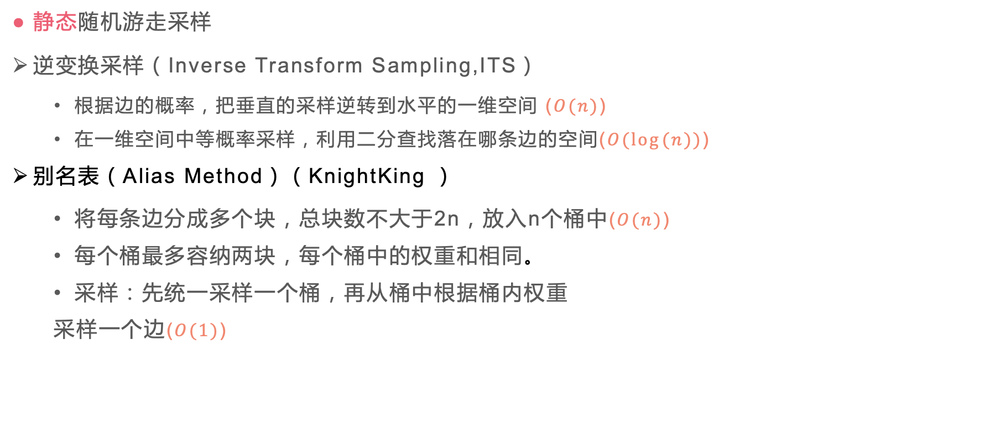 ● 静态随机游走采样
➢ 逆变换采样（Inverse Transform Sampling,ITS）
• 根据边的概率，把垂直的采样逆转到水平的一维空间 (O(n))
• 在一维空间中等概率采样，利用二分查找落在哪条边的空间(O(log(n)))
➢ 别名表（Alias Method）（KnightKing ）
• 将每条边分成多个块，总块数不大于2n，放入n个桶中(O(n))
• 每个桶最多容纳两块，每个桶中的权重和相同。
• 采样：先统一采样一个桶，再从桶中根据桶内权重
采样一个边(O(1))